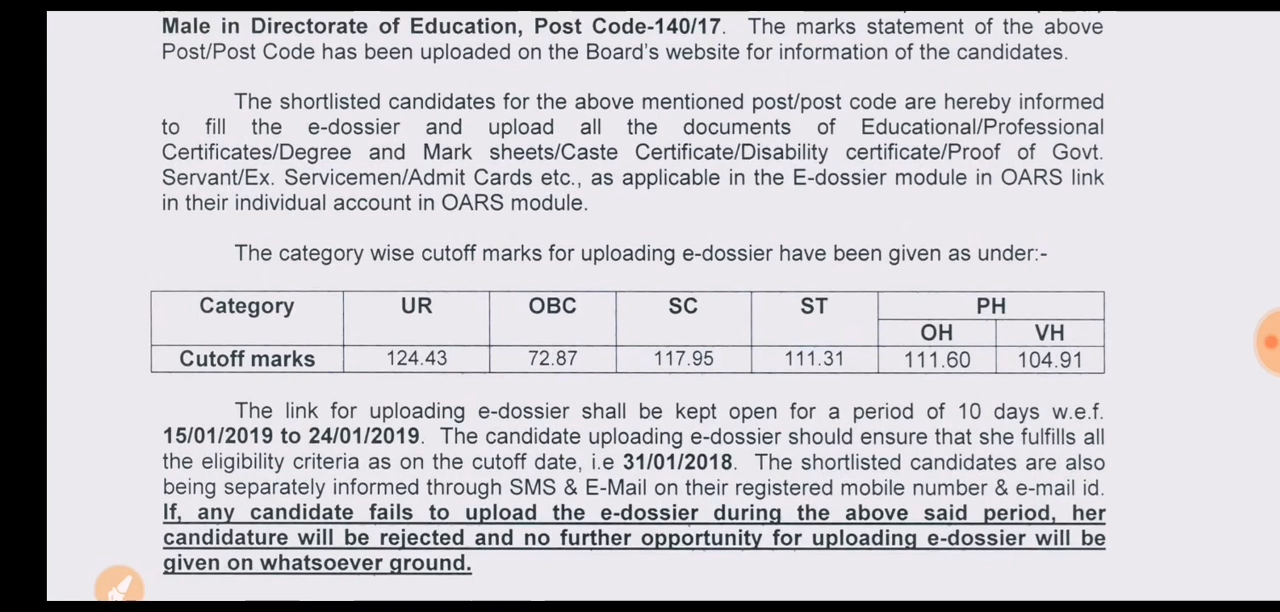 Male in Directorate of Education, Post Code-140/17. The marks statement of the above
Post/Post Code has been uploaded on the Board's website for information of the candidates.
The shortlisted candidates for the above mentioned post/post code are hereby informed
to fill the e-dossier and upload all the documents of Educational/Professional
Certificates/Degree and Mark sheets/Caste Certificate/Disability certificate/Proof of Govt.
Servant/Ex. Servicemen/Admit Cards etc., as applicable in the E-dossier module in OARS link
in their individual account in OARS module.
The category wise cutoff marks for uploading e-dossier have been given as under:-
Category UR OBC SC ST PH
OH VH
Cutoff marks 124.43 72.87 117.95 111.31 111.60 104.91
The link for uploading e-dossier shall be kept open for a period of 10 days w.e.f.
15/01/2019 to 24/01/2019. The candidate uploading e-dossier should ensure that she fulfills all
the eligibility criteria as on the cutoff date, i.e 31/01/2018. The shortlisted candidates are also
being separately informed through SMS & E-Mail on their registered mobile number & e-mail id.
If, any candidate fails to upload the e-dossier during the above said period, her
candidature will be rejected and no further opportunity for uploading e-dossier will be
given on whatsoever ground.